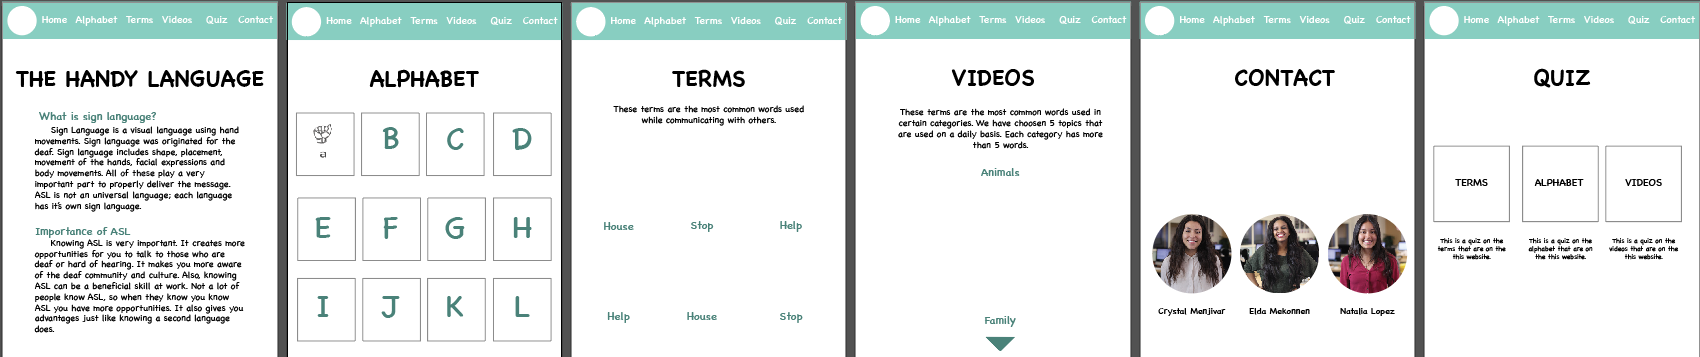 Home Alphabet Terms Videos Quiz Contact
THE HANDY LANGUAGE
What is sign language?
Sign Language is a visual language using hand
movements. Sign language was originated for the
deaf. Sign language includes shape, placement,
movement of the hands, facial expressions and
body movements. All of these play a very
important part to properly deliver the message.
ASL is not an universal language; each language
has it's own sign language.
Importance of ASL
Knowing ASL is very important. It creates more
opportunities for you to talk to those who are
deaf or hard of hearing. It makes you more aware
of the deaf community and culture. Also, knowing
ASL can be a beneficial skill at work. Not a lot of
people know ASL, so when they know you know
ASL you have more opportunities. It also gives you
advantages just like knowing a second language
does.
Home Alphabet Terms Videos Quiz Contact
ALPHABET
a
B C D
E F G H
I J K L
Home Alphabet Terms Videos Quiz Contact
TERMS
These terms are the most common words used
while communicating with others.
House Stop Help
Help House Stop
Home Alphabet Terms Videos Quiz Contact
VIDEOS
These terms are the most common words used in
certain categories. We have choosen 5 topics that
are used on a daily basis. Each category has more
than 5 words.
Animals
Family
Home Alphabet Terms Videos Quiz Contact
CONTACT
Crystal Menjivar Elda Mekonnen Natalia Lopez
Home Alphabet Terms Videos Quiz Contact
QUIZ
TERMS ALPHABET VIDEOS
This is a quiz on the
terms that are on
the this website.
This is a quiz on the
alphabet that are on
the this website.
This is a quiz on the
videos that are on the
this website.